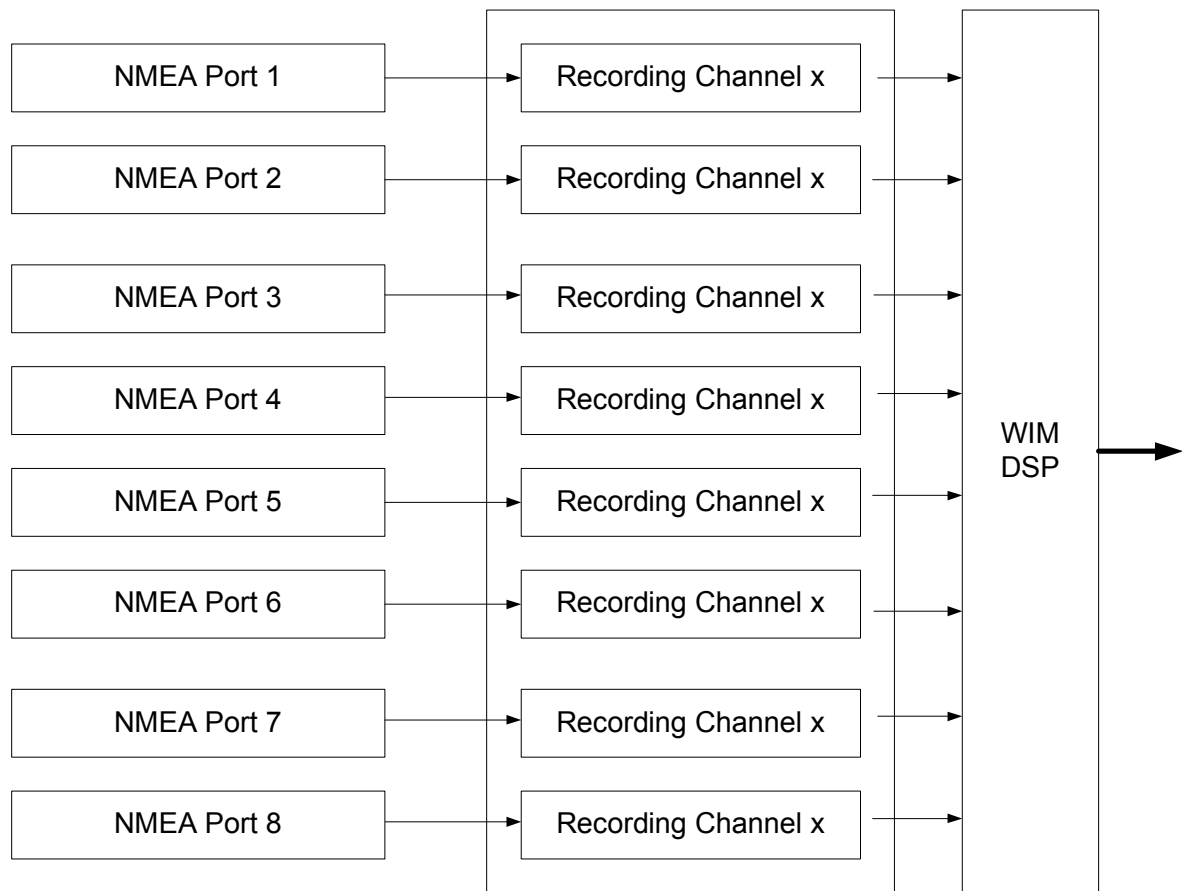 NMEA Port 1
Recording Channel x
NMEA Port 2
Recording Channel x
NMEA Port 3
Recording Channel x
NMEA Port 4
Recording Channel x
WIM
DSP
NMEA Port 5
Recording Channel x
NMEA Port 6
Recording Channel x
NMEA Port 7
Recording Channel x
NMEA Port 8
Recording Channel x